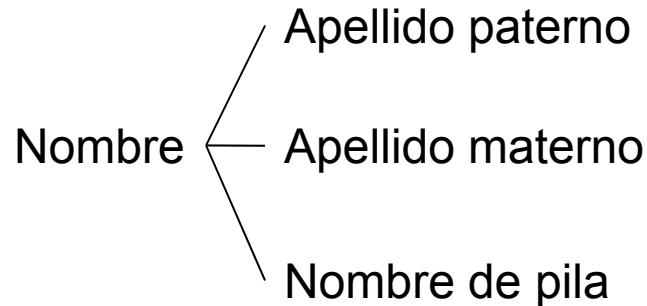 Apellido paterno
Nombre
Apellido materno
Nombre de pila